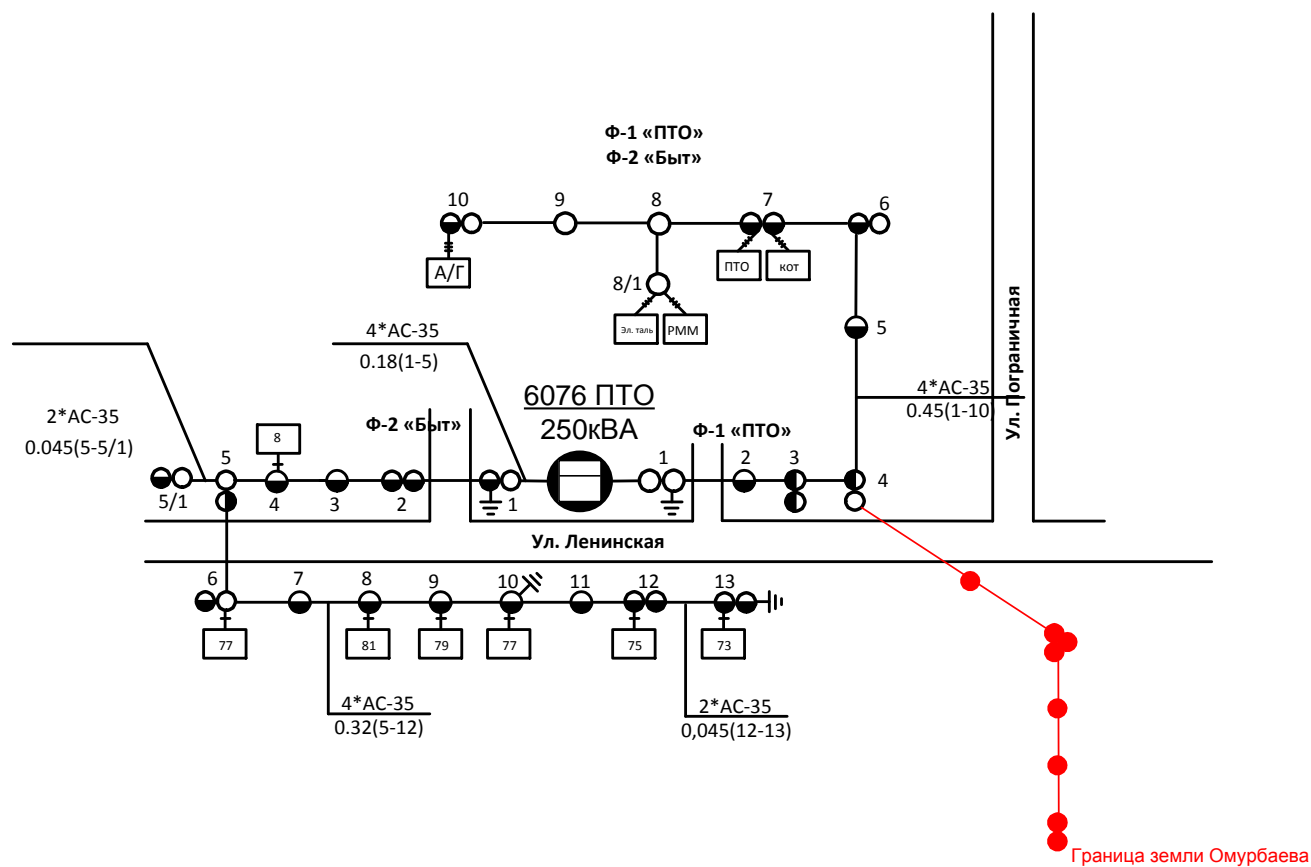 Ф-1 «ПТО»
Ф-2 «Быт»
10
9
8
7
6
А/Г
8/1
ПТО
кот
Эл. таль
РММ
5
4*АС-35
0.18(1-5)
4*АС-35
0.45(1-10)
Ул. Пограничная
6076 ПТО
250кВА
2*АС-35
0.045(5-5/1)
Ф-2 «Быт»
Ф-1 «ПТО»
8
5
1
2
3
5/1
4
3
2
1
4
Ул. Ленинская
6
7
8
9
10
11
12
13
77
81
79
77
75
73
4*АС-35
0.32(5-12)
2*АС-35
0,045(12-13)
Граница земли Омурбаева